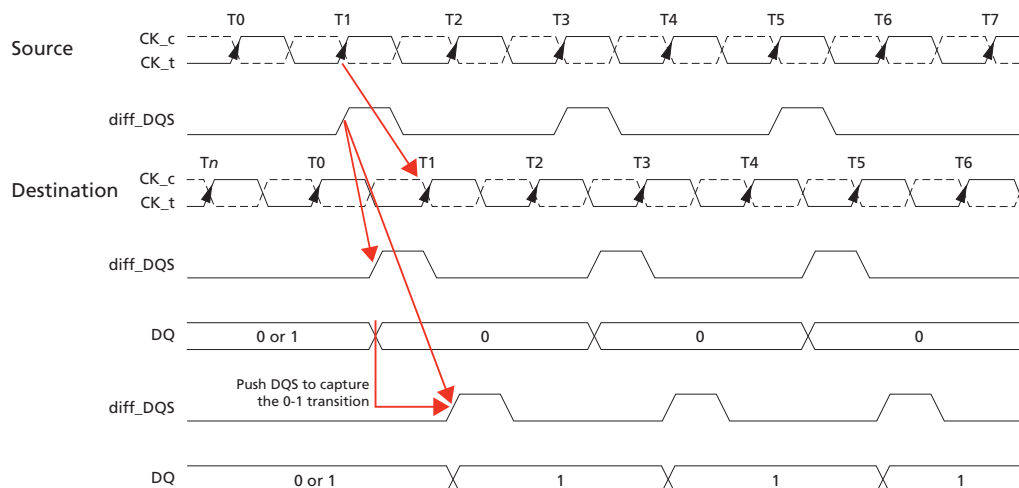 T0 T1 T2 T3 T4 T5 T6 T7
Source
CK_c
CK_t
diff_DQS
Tn T0 T1 T2 T3 T4 T5 T6
Destination
CK_c
CK_t
diff_DQS
DQ 0 or 1 0 0 0
Push DQS to capture
the 0-1 transition
diff_DQS
DQ 0 or 1 1 1 1